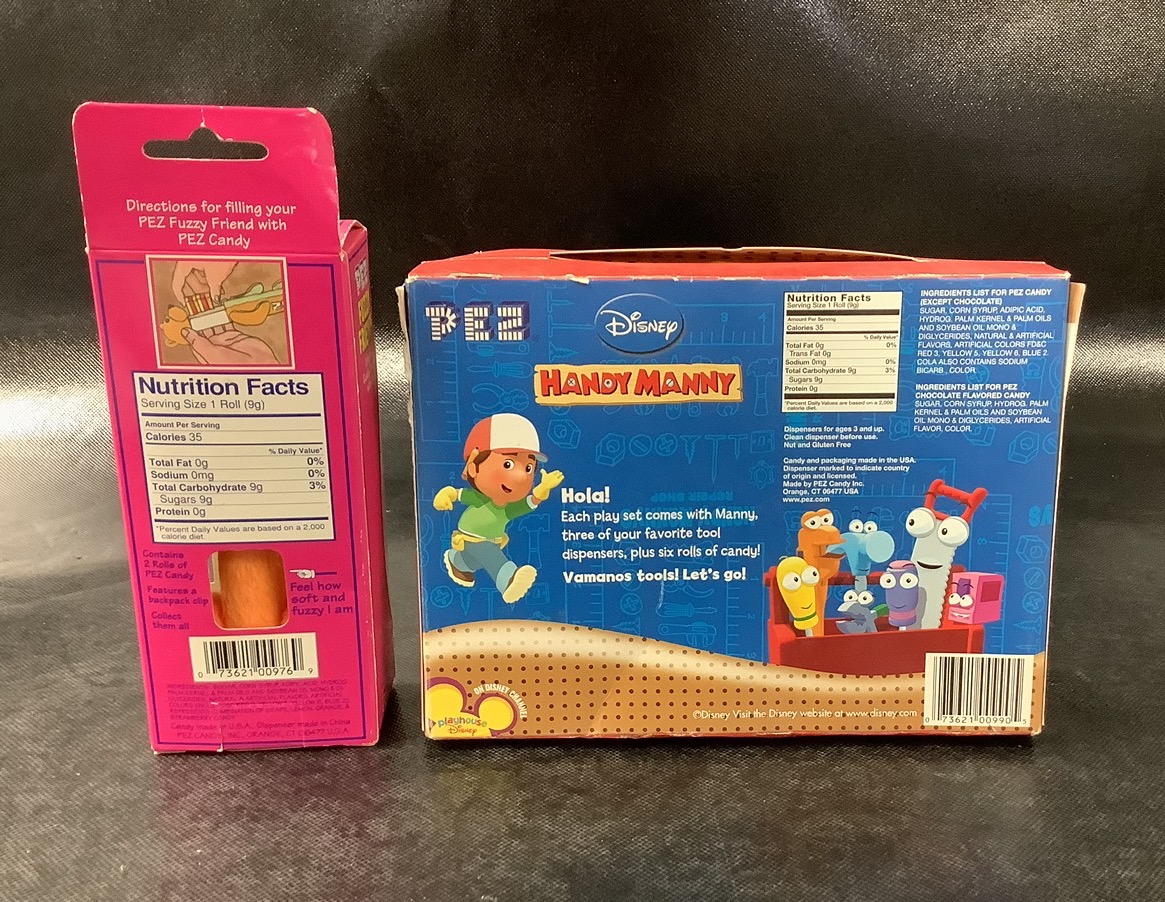 Directions for filling your
PEZ Fuzzy Friend with
PEZ Candy
Nutrition Facts
Serving Size 1 Roll (9g)
Amount Per Serving
Calories 35
% Daily Value*
Total Fat 0g 0%
Sodium 0mg 0%
Total Carbohydrate 9g 3%
Sugars 9g
Protein 0g
*Percent Daily Values are based on a 2,000
calorie diet.
Contains
2 Rolls of
PEZ Candy
Features a
backpack clip
Collect
them all
Feel how
soft and
fuzzy I am
0 73621 00976 9
Candy made in U.S.A., Dispenser made in China
PEZ CANDY, INC., ORANGE, CT 06477 U.S.A.
PEZ
Disney
HANDY MANNY
Hola!
Each play set comes with Manny,
three of your favorite tool
dispensers, plus six rolls of candy!
Vamanos tools! Let's go!
Nutrition Facts
Serving Size 1 Roll (9g)
Amount Per Serving
Calories 35
% Daily Value*
Total Fat 0g 0%
Trans Fat 0g
Sodium 0mg 0%
Total Carbohydrate 9g 3%
Sugars 9g
Protein 0g
*Percent Daily Values are based on a 2,000
calorie diet.
Dispensers for ages 3 and up.
Clean dispenser before use.
Nut and Gluten Free
Candy and packaging made in the USA.
Dispenser marked to indicate country
of origin and licensed.
Made by PEZ Candy Inc.
Orange, CT 06477 USA
www.pez.com
INGREDIENTS LIST FOR PEZ CANDY
(EXCEPT CHOCOLATE)
SUGAR, CORN SYRUP, ADIPIC ACID,
HYDROG. PALM KERNEL & PALM OILS
AND SOYBEAN OIL MONO &
DIGLYCERIDES, NATURAL & ARTIFICIAL
FLAVORS, ARTIFICIAL COLORS FD&C
RED 3, YELLOW 5, YELLOW 6, BLUE 2.
COLA ALSO CONTAINS SODIUM
BICARB., COLOR.
INGREDIENTS LIST FOR PEZ
CHOCOLATE FLAVORED CANDY
SUGAR, CORN SYRUP, HYDROG. PALM
KERNEL & PALM OILS AND SOYBEAN
OIL MONO & DIGLYCERIDES, ARTIFICIAL
FLAVOR, COLOR.
playhouse
Disney
ON DISNEY CHANNEL
©Disney Visit the Disney website at www.disney.com
0 73621 00990 5